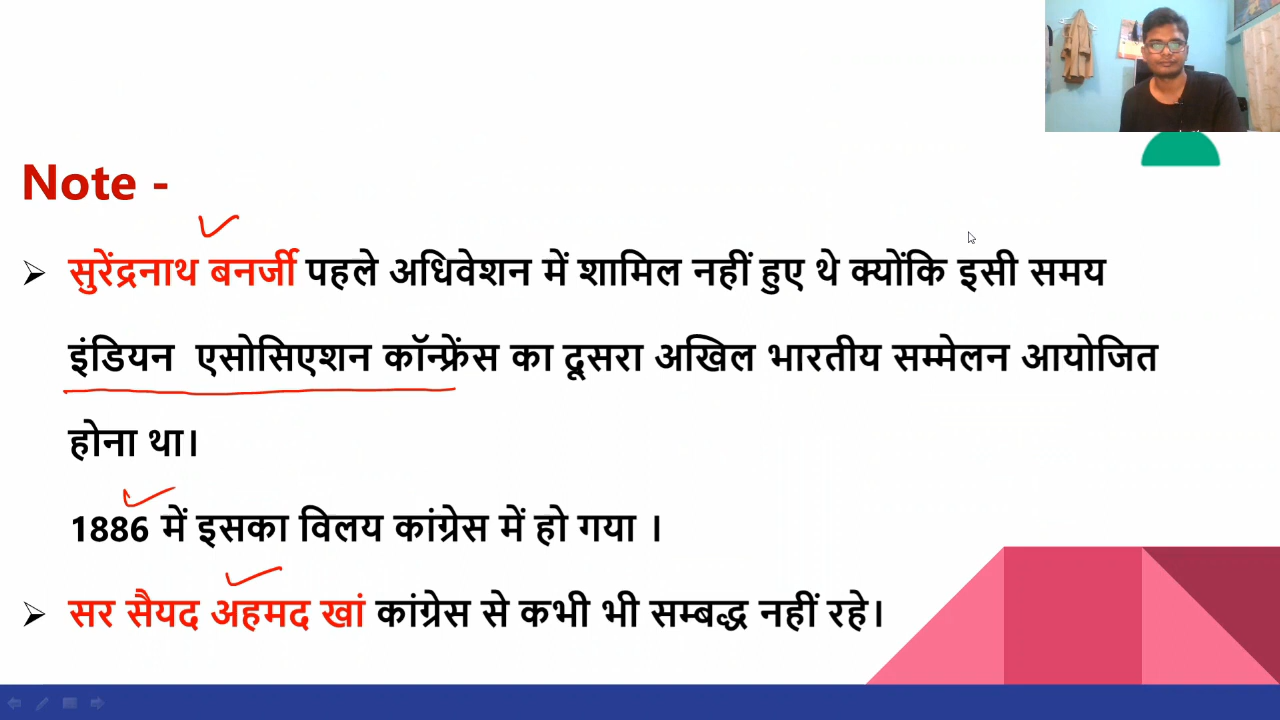 Note -
➢ सुरेंद्रनाथ बनर्जी पहले अधिवेशन में शामिल नहीं हुए थे क्योंकि इसी समय
इंडियन एसोसिएशन कॉन्फ्रेंस का दूसरा अखिल भारतीय सम्मेलन आयोजित
होना था।
1886 में इसका विलय कांग्रेस में हो गया ।
➢ सर सैयद अहमद खां कांग्रेस से कभी भी सम्बद्ध नहीं रहे।